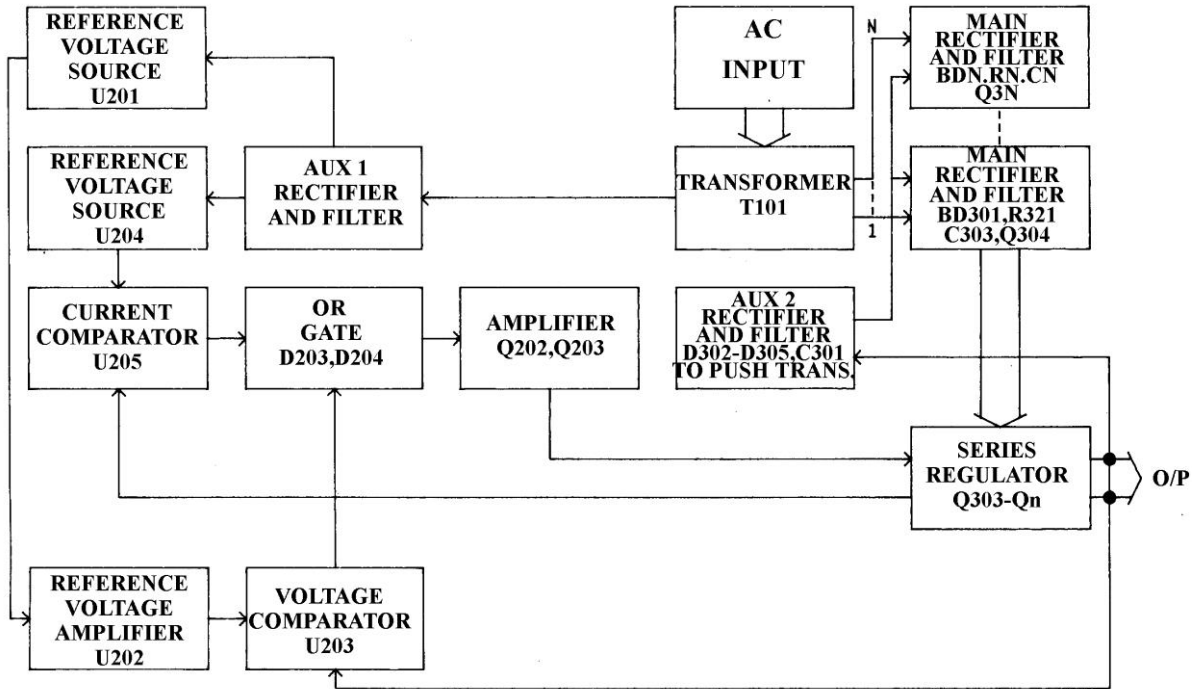 REFERENCE
VOLTAGE
SOURCE
U201
AC
INPUT
N
MAIN
RECTIFIER
AND FILTER
BDN.RN.CN
Q3N
REFERENCE
VOLTAGE
SOURCE
U204
AUX 1
RECTIFIER
AND FILTER
TRANSFORMER
T101
1
MAIN
RECTIFIER
AND FILTER
BD301,R321
C303,Q304
CURRENT
COMPARATOR
U205
OR
GATE
D203,D204
AMPLIFIER
Q202,Q203
AUX 2
RECTIFIER
AND FILTER
D302-D305,C301
TO PUSH TRANS.
SERIES
REGULATOR
Q303-Qn
O/P
REFERENCE
VOLTAGE
AMPLIFIER
U202
VOLTAGE
COMPARATOR
U203